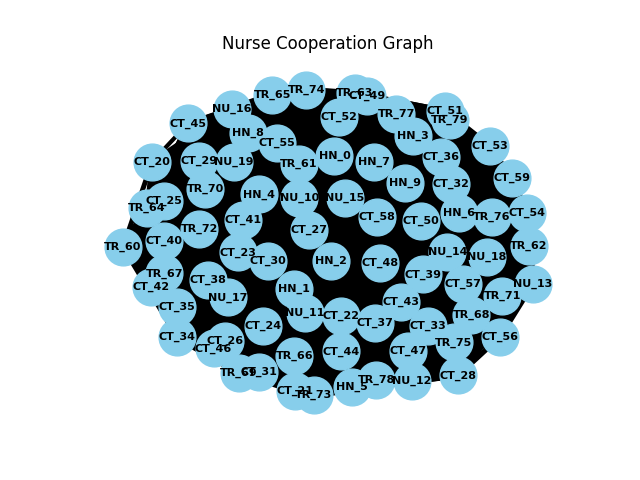 Nurse Cooperation Graph
TR_74
TR_65
TR_63
CT_49
NU_16
CT_51
TR_77
CT_52
TR_79
CT_45
HN_8
HN_3
CT_55
CT_53
HN_0
CT_36
CT_20
CT_29
NU_19
TR_61
HN_7
CT_59
HN_9
CT_32
TR_70
HN_4
NU_10
NU_15
CT_25
TR_64
CT_54
HN_6
TR_76
CT_58
CT_41
CT_50
TR_72
CT_27
CT_40
TR_60
TR_62
CT_23
NU_14
NU_18
CT_30
HN_2
CT_48
TR_67
CT_39
CT_38
CT_42
HN_1
CT_57
NU_13
NU_17
TR_71
CT_43
CT_35
NU_11
CT_22
TR_68
CT_37
CT_24
CT_33
CT_34
CT_56
CT_26
TR_75
CT_46
CT_44
CT_47
TR_66
TR_69
CT_31
CT_28
TR_78
NU_12
HN_5
CT_21
TR_73